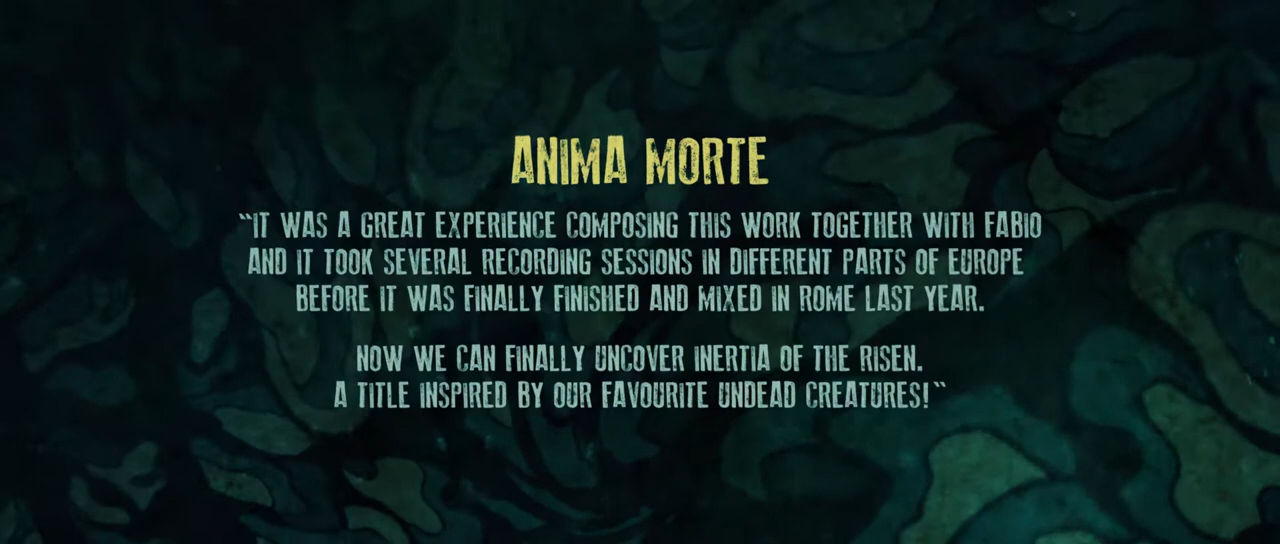 ANIMA MORTE
“IT WAS A GREAT EXPERIENCE COMPOSING THIS WORK TOGETHER WITH FABIO
AND IT TOOK SEVERAL RECORDING SESSIONS IN DIFFERENT PARTS OF EUROPE
BEFORE IT WAS FINALLY FINISHED AND MIXED IN ROME LAST YEAR.
NOW WE CAN FINALLY UNCOVER INERTIA OF THE RISEN.
A TITLE INSPIRED BY OUR FAVOURITE UNDEAD CREATURES!“